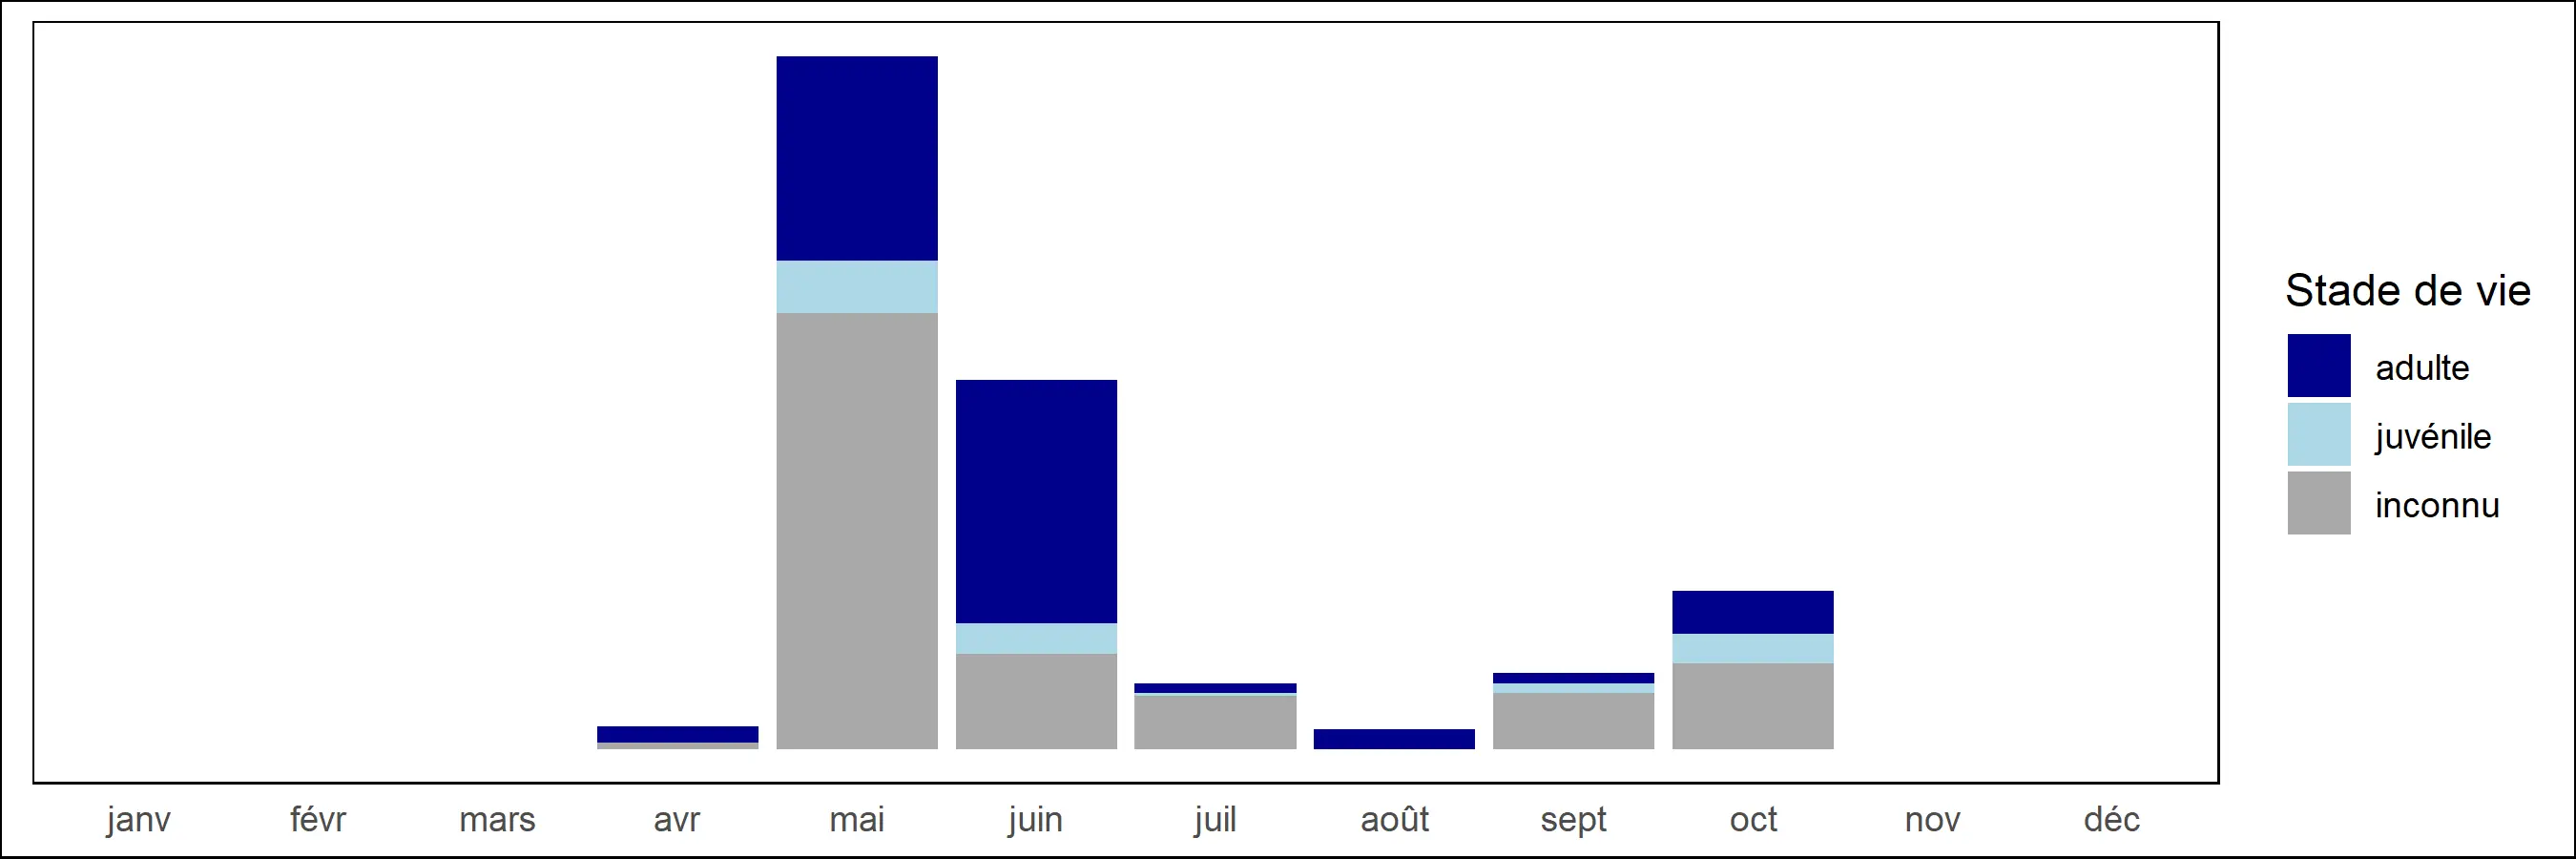 Stade de vie
adulte
juvénile
inconnu
janv févr mars avr mai juin juil août sept oct nov déc